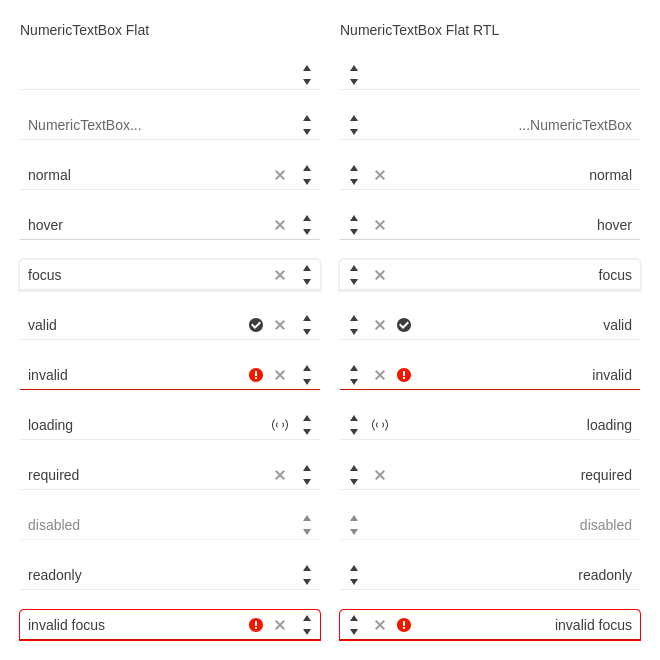 NumericTextBox Flat
NumericTextBox...
normal
hover
focus
valid
invalid
loading
required
disabled
readonly
invalid focus
NumericTextBox Flat RTL
...NumericTextBox
normal
hover
focus
valid
invalid
loading
required
disabled
readonly
invalid focus